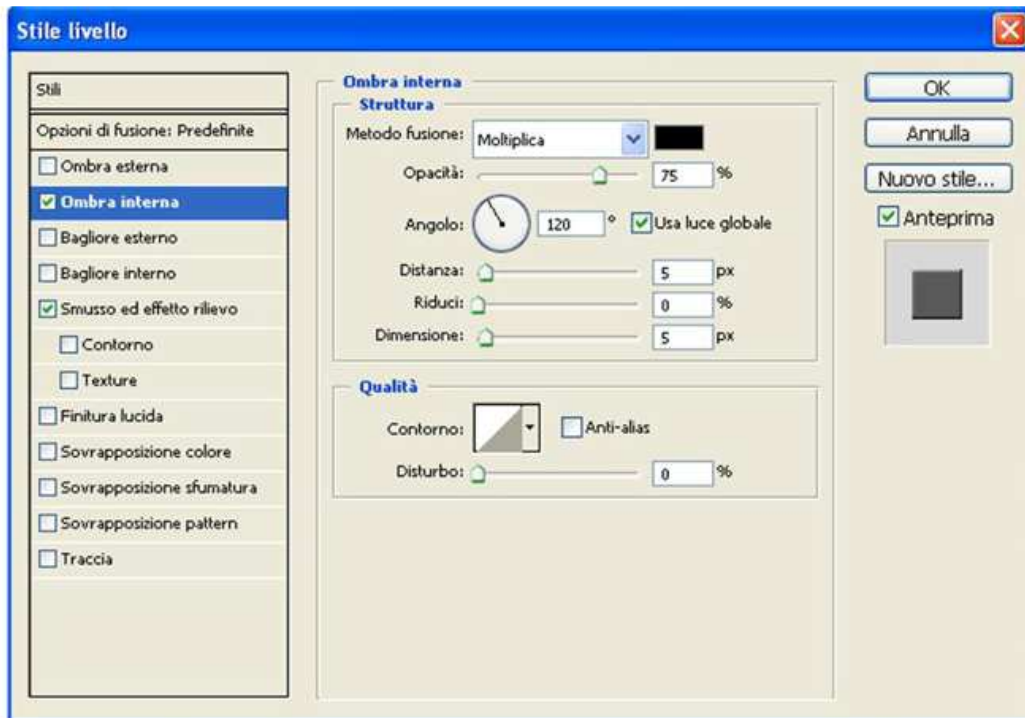 Stile livello
Stili
Opzioni di fusione: Predefinite
Ombra esterna
Ombra interna
Bagliore esterno
Bagliore interno
Smusso ed effetto rilievo
Contorno
Texture
Finitura lucida
Sovrapposizione colore
Sovrapposizione sfumatura
Sovrapposizione pattern
Traccia
Ombra interna
Struttura
Metodo fusione: Moltiplica
Opacità: 75 %
Angolo: 120 ° Usa luce globale
Distanza: 5 px
Riduci: 0 %
Dimensione: 5 px
Qualità
Contorno: Anti-alias
Disturbo: 0 %
OK
Annulla
Nuovo stile...
Anteprima